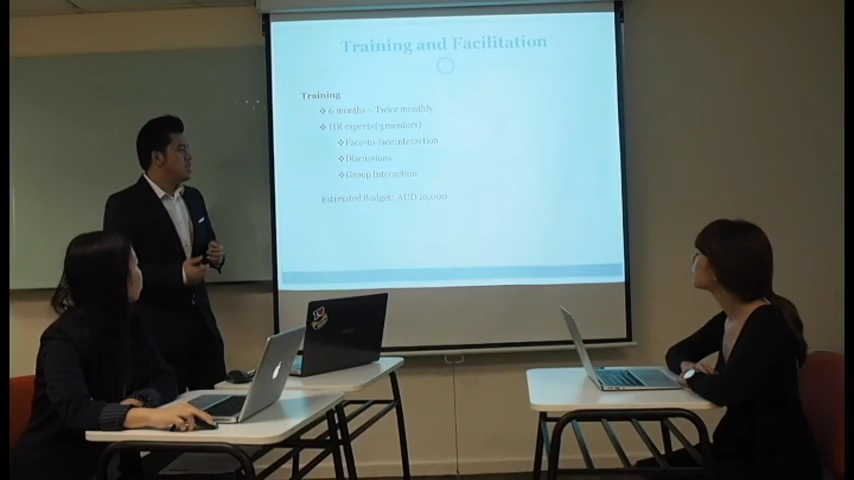 Training and Facilitation
Training
❖ 6 months – Twice monthly
❖ HR experts (3 mentors)
❖ Face-to-face interaction
❖ Discussions
❖ Group Interaction
Estimated Budget: AUD 10,000